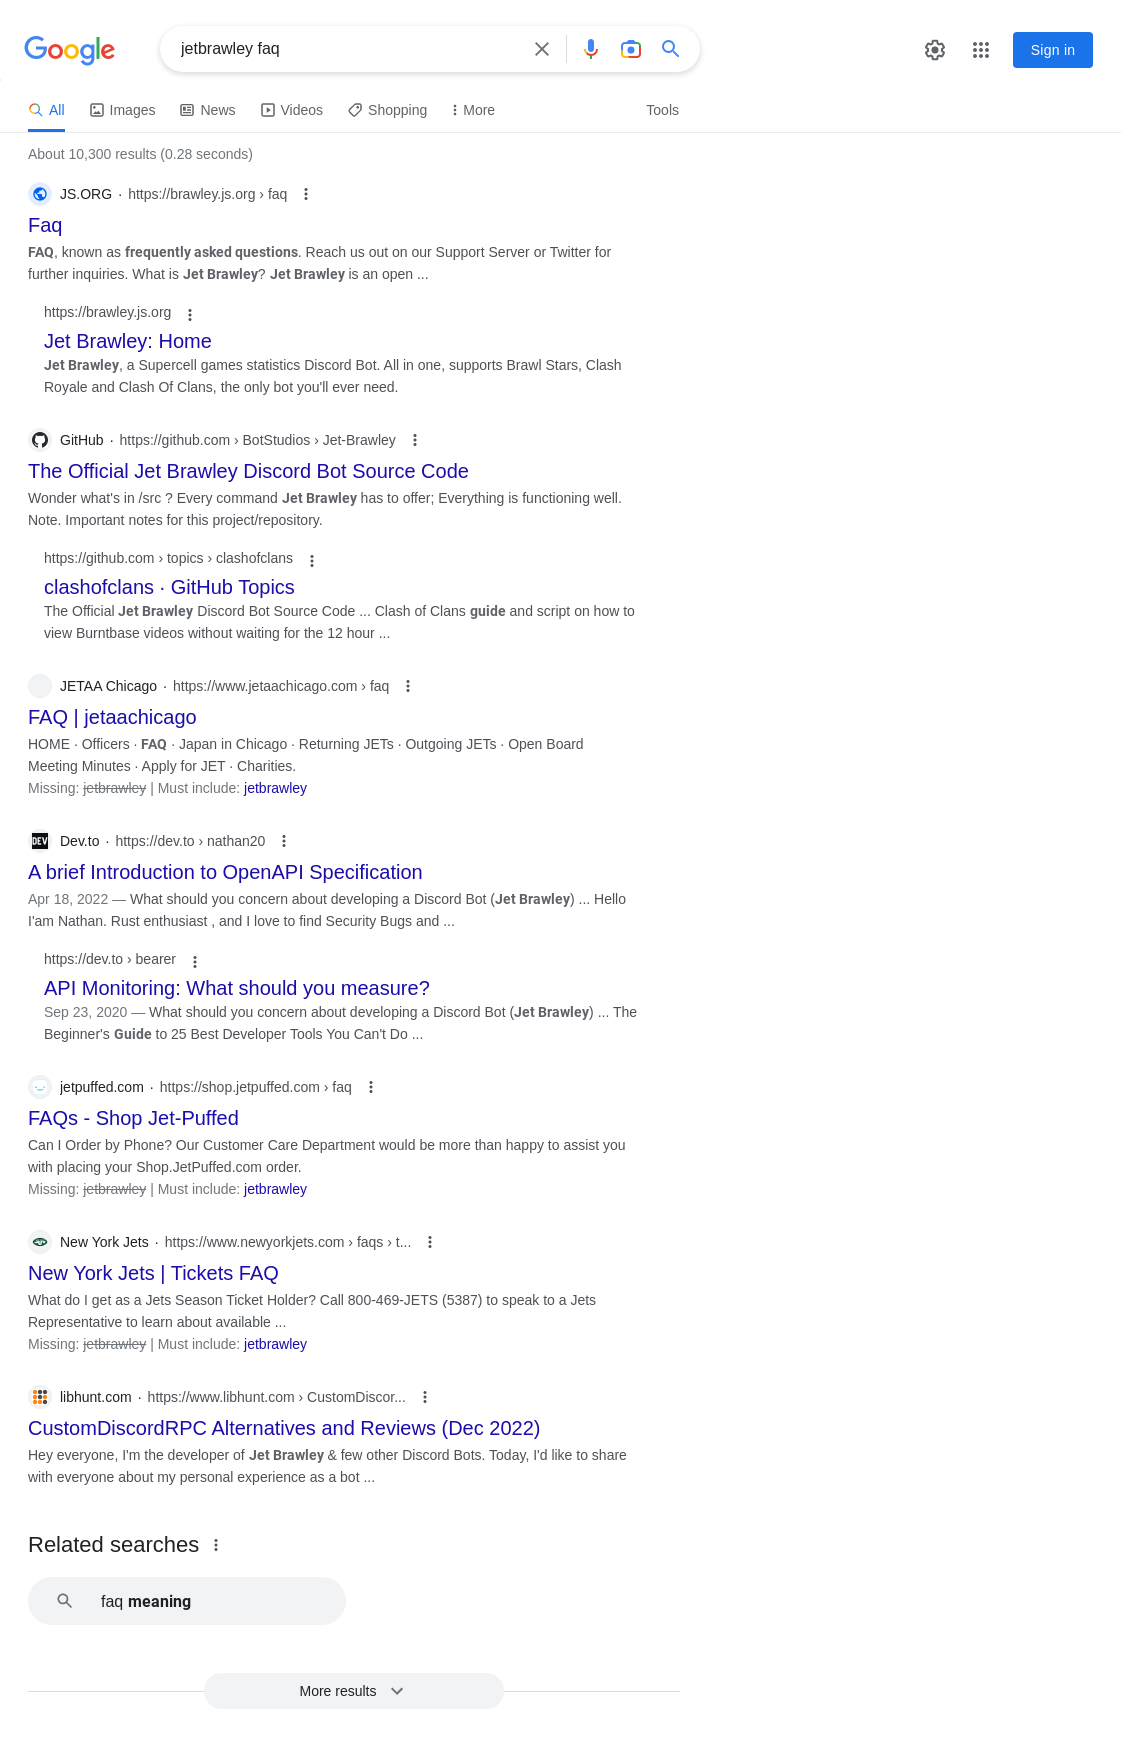 Google
jetbrawley faq
Sign in
All
Images
News
Videos
Shopping
More
Tools
About 10,300 results (0.28 seconds)
JS.ORG · https://brawley.js.org › faq
Faq
FAQ, known as frequently asked questions. Reach us out on our Support Server or Twitter for
further inquiries. What is Jet Brawley? Jet Brawley is an open ...
https://brawley.js.org
Jet Brawley: Home
Jet Brawley, a Supercell games statistics Discord Bot. All in one, supports Brawl Stars, Clash
Royale and Clash Of Clans, the only bot you'll ever need.
GitHub · https://github.com › BotStudios › Jet-Brawley
The Official Jet Brawley Discord Bot Source Code
Wonder what's in /src ? Every command Jet Brawley has to offer; Everything is functioning well.
Note. Important notes for this project/repository.
https://github.com › topics › clashofclans
clashofclans · GitHub Topics
The Official Jet Brawley Discord Bot Source Code ... Clash of Clans guide and script on how to
view Burntbase videos without waiting for the 12 hour ...
JETAA Chicago · https://www.jetaachicago.com › faq
FAQ | jetaachicago
HOME · Officers · FAQ · Japan in Chicago · Returning JETs · Outgoing JETs · Open Board
Meeting Minutes · Apply for JET · Charities.
Missing: jetbrawley | Must include: jetbrawley
DEV
Dev.to · https://dev.to › nathan20
A brief Introduction to OpenAPI Specification
Apr 18, 2022 — What should you concern about developing a Discord Bot (Jet Brawley) ... Hello
I'am Nathan. Rust enthusiast , and I love to find Security Bugs and ...
https://dev.to › bearer
API Monitoring: What should you measure?
Sep 23, 2020 — What should you concern about developing a Discord Bot (Jet Brawley) ... The
Beginner's Guide to 25 Best Developer Tools You Can't Do ...
jetpuffed.com · https://shop.jetpuffed.com › faq
FAQs - Shop Jet-Puffed
Can I Order by Phone? Our Customer Care Department would be more than happy to assist you
with placing your Shop.JetPuffed.com order.
Missing: jetbrawley | Must include: jetbrawley
New York Jets · https://www.newyorkjets.com › faqs › t...
New York Jets | Tickets FAQ
What do I get as a Jets Season Ticket Holder? Call 800-469-JETS (5387) to speak to a Jets
Representative to learn about available ...
Missing: jetbrawley | Must include: jetbrawley
libhunt.com · https://www.libhunt.com › CustomDiscor...
CustomDiscordRPC Alternatives and Reviews (Dec 2022)
Hey everyone, I'm the developer of Jet Brawley & few other Discord Bots. Today, I'd like to share
with everyone about my personal experience as a bot ...
Related searches
faq meaning
More results